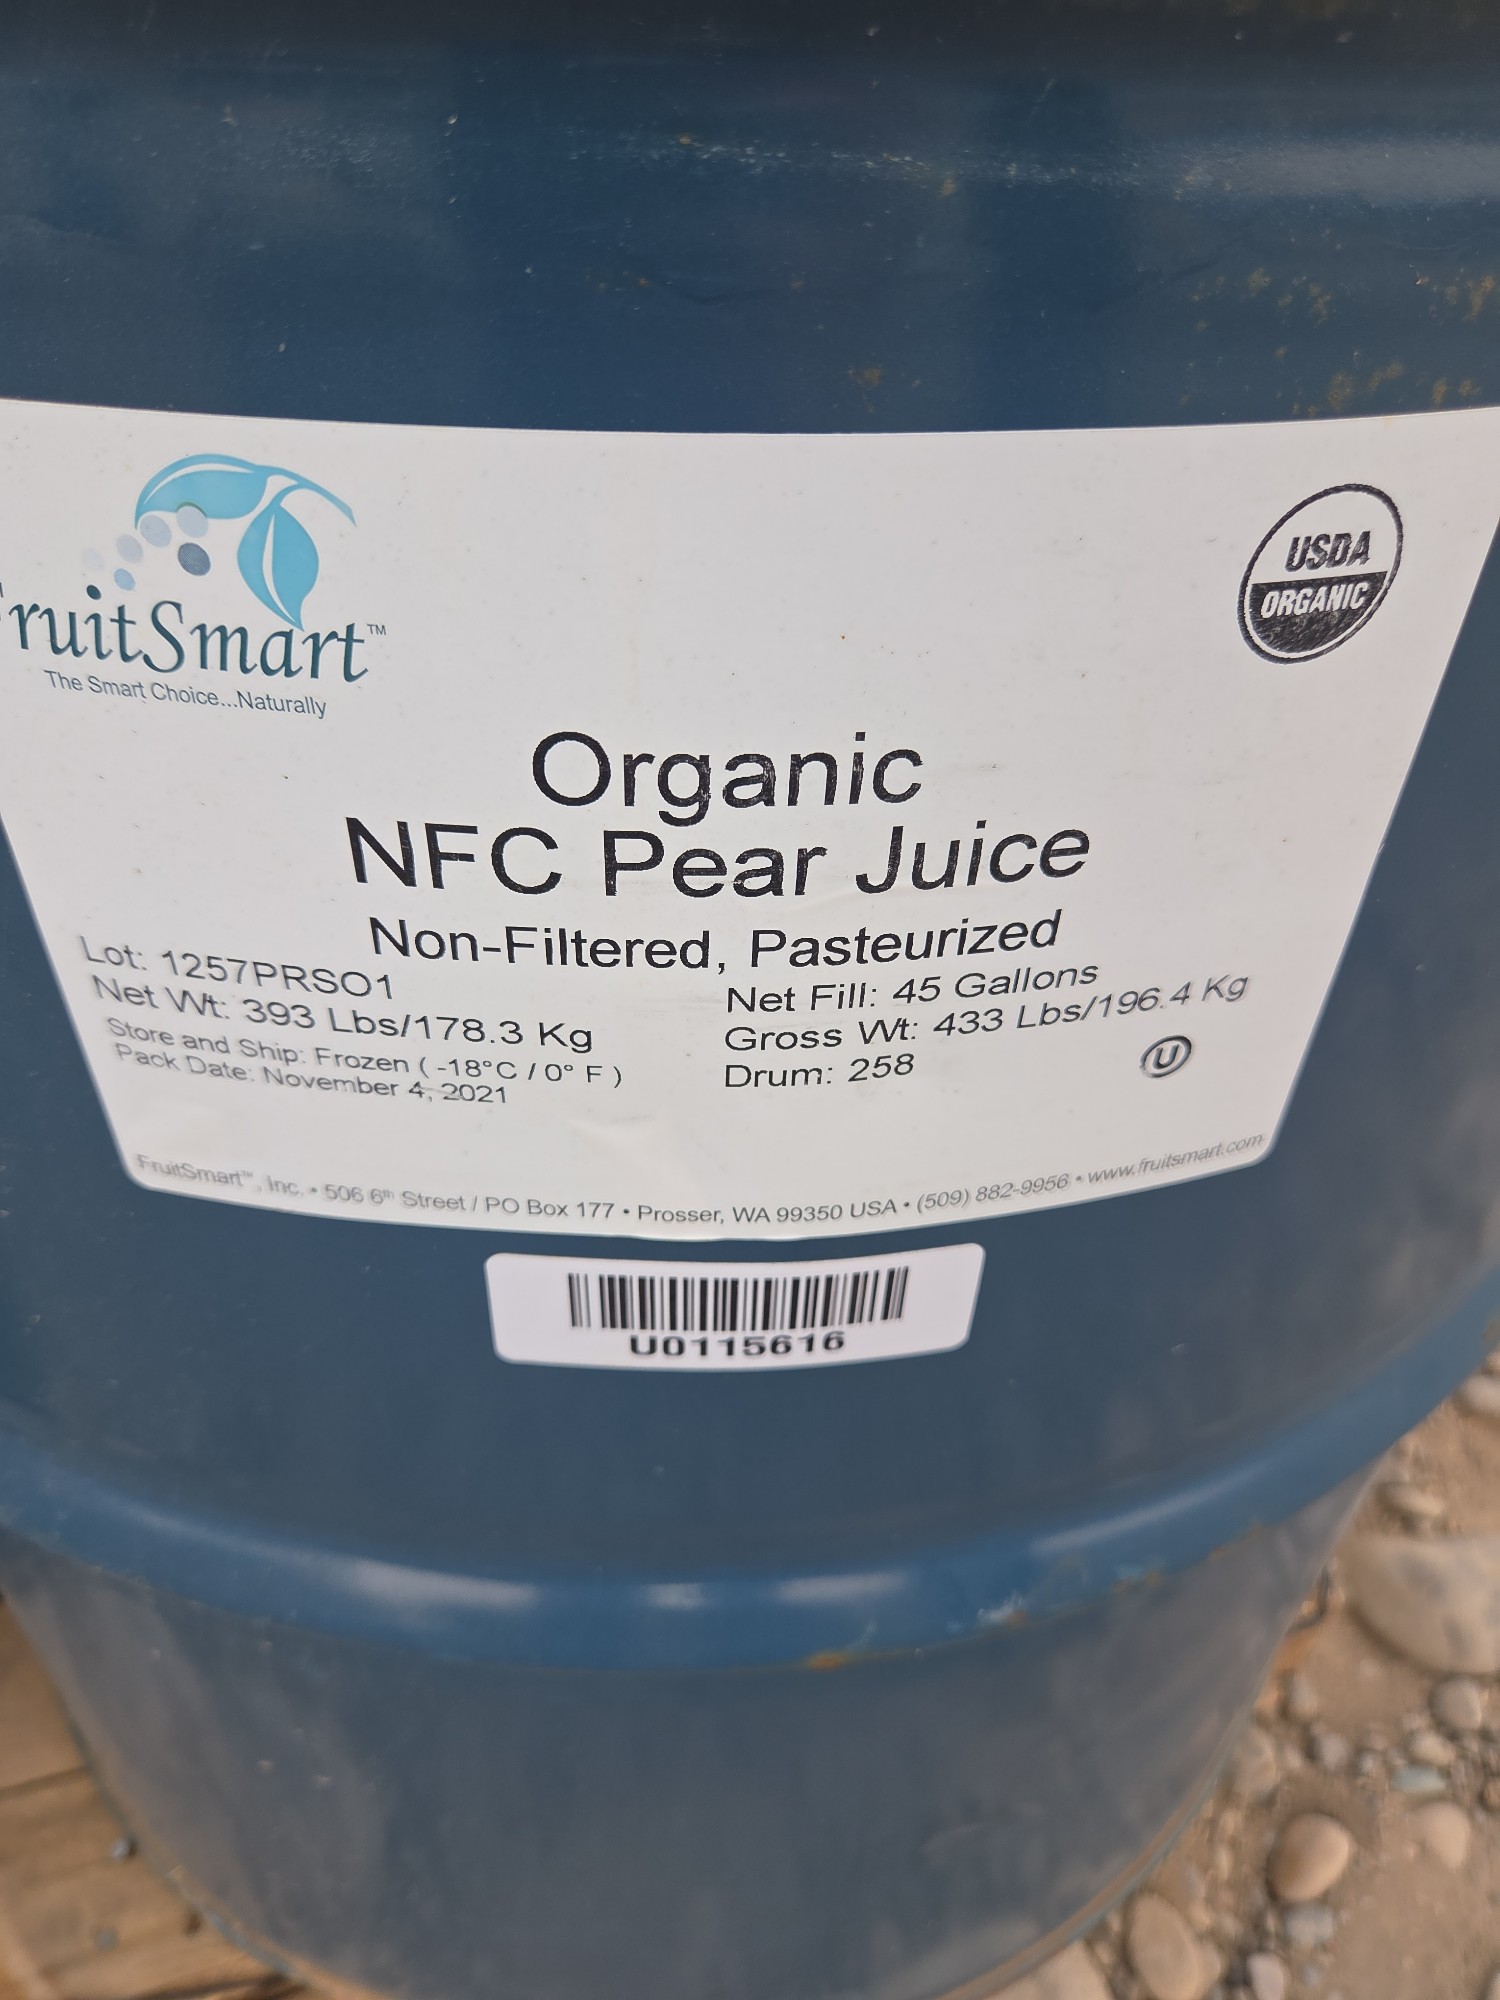 FruitSmart™
The Smart Choice...Naturally
USDA
ORGANIC
Organic
NFC Pear Juice
Non-Filtered, Pasteurized
Lot: 1257PRSO1
Net Wt: 393 Lbs/178.3 Kg
Store and Ship: Frozen ( -18°C / 0° F )
Pack Date: November 4, 2021
Net Fill: 45 Gallons
Gross Wt: 433 Lbs/196.4 Kg
Drum: 258
U
FruitSmart™, Inc. • 506 6th Street / PO Box 177 • Prosser, WA 99350 USA • (509) 882-9956 • www.fruitsmart.com
U0115616